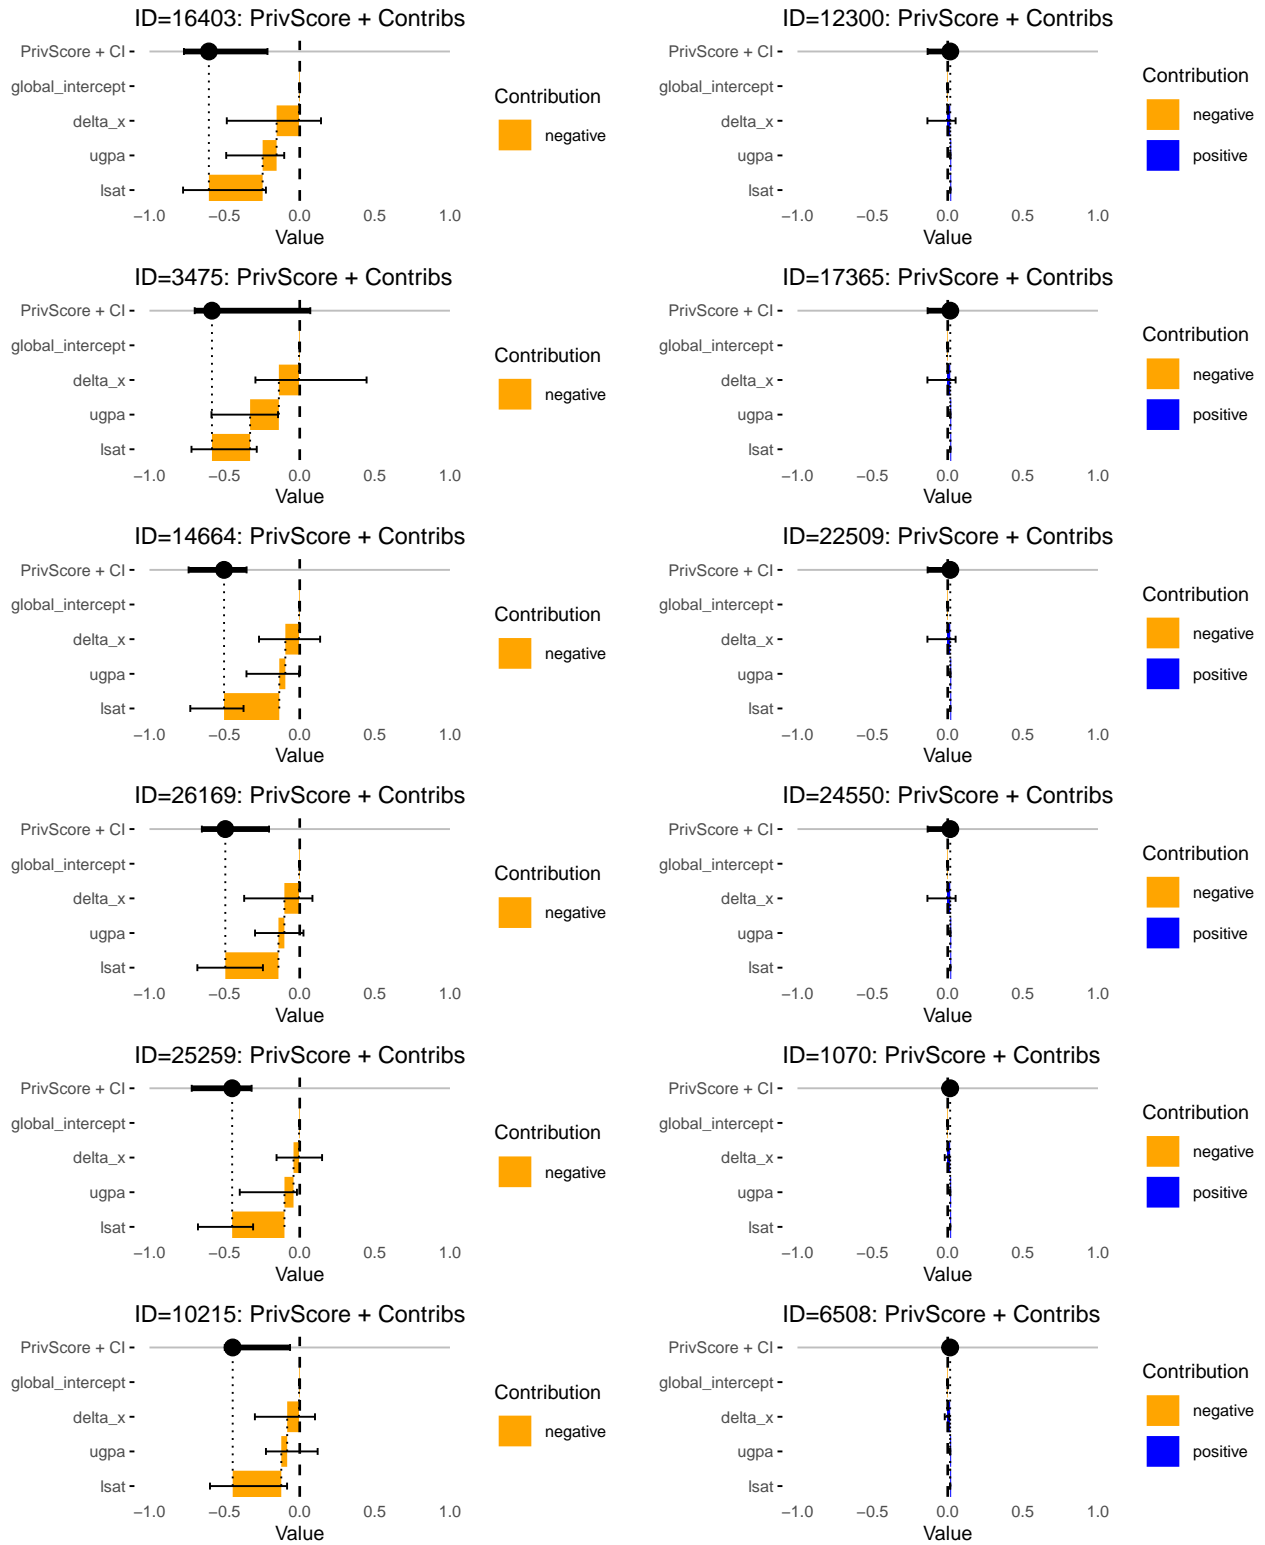 ID=16403: PrivScore + Contribs
PrivScore + CI
global_intercept
delta_x
ugpa
lsat
−1.0 −0.5 0.0 0.5 1.0
Value
Contribution
negative
ID=12300: PrivScore + Contribs
PrivScore + CI
global_intercept
delta_x
ugpa
lsat
−1.0 −0.5 0.0 0.5 1.0
Value
Contribution
negative
positive
ID=3475: PrivScore + Contribs
PrivScore + CI
global_intercept
delta_x
ugpa
lsat
−1.0 −0.5 0.0 0.5 1.0
Value
Contribution
negative
ID=17365: PrivScore + Contribs
PrivScore + CI
global_intercept
delta_x
ugpa
lsat
−1.0 −0.5 0.0 0.5 1.0
Value
Contribution
negative
positive
ID=14664: PrivScore + Contribs
PrivScore + CI
global_intercept
delta_x
ugpa
lsat
−1.0 −0.5 0.0 0.5 1.0
Value
Contribution
negative
ID=22509: PrivScore + Contribs
PrivScore + CI
global_intercept
delta_x
ugpa
lsat
−1.0 −0.5 0.0 0.5 1.0
Value
Contribution
negative
positive
ID=26169: PrivScore + Contribs
PrivScore + CI
global_intercept
delta_x
ugpa
lsat
−1.0 −0.5 0.0 0.5 1.0
Value
Contribution
negative
ID=24550: PrivScore + Contribs
PrivScore + CI
global_intercept
delta_x
ugpa
lsat
−1.0 −0.5 0.0 0.5 1.0
Value
Contribution
negative
positive
ID=25259: PrivScore + Contribs
PrivScore + CI
global_intercept
delta_x
ugpa
lsat
−1.0 −0.5 0.0 0.5 1.0
Value
Contribution
negative
ID=1070: PrivScore + Contribs
PrivScore + CI
global_intercept
delta_x
ugpa
lsat
−1.0 −0.5 0.0 0.5 1.0
Value
Contribution
negative
positive
ID=10215: PrivScore + Contribs
PrivScore + CI
global_intercept
delta_x
ugpa
lsat
−1.0 −0.5 0.0 0.5 1.0
Value
Contribution
negative
ID=6508: PrivScore + Contribs
PrivScore + CI
global_intercept
delta_x
ugpa
lsat
−1.0 −0.5 0.0 0.5 1.0
Value
Contribution
negative
positive